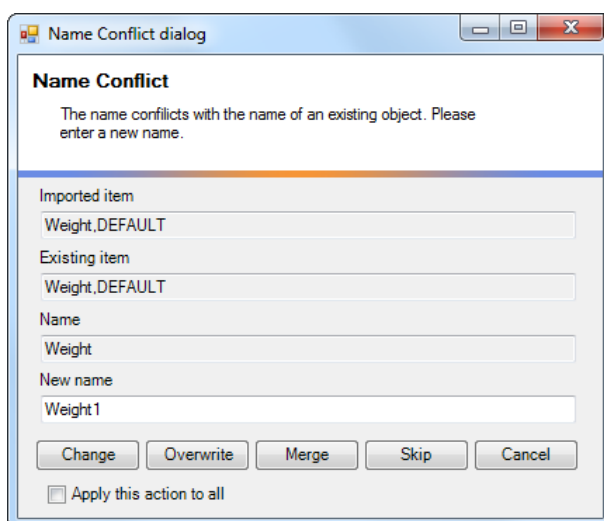 Name Conflict dialog
Name Conflict
The name confilicts with the name of an existing object. Please
enter a new name.
Imported item
Weight,DEFAULT
Existing item
Weight,DEFAULT
Name
Weight
New name
Weight1
Change Overwrite Merge Skip Cancel
Apply this action to all